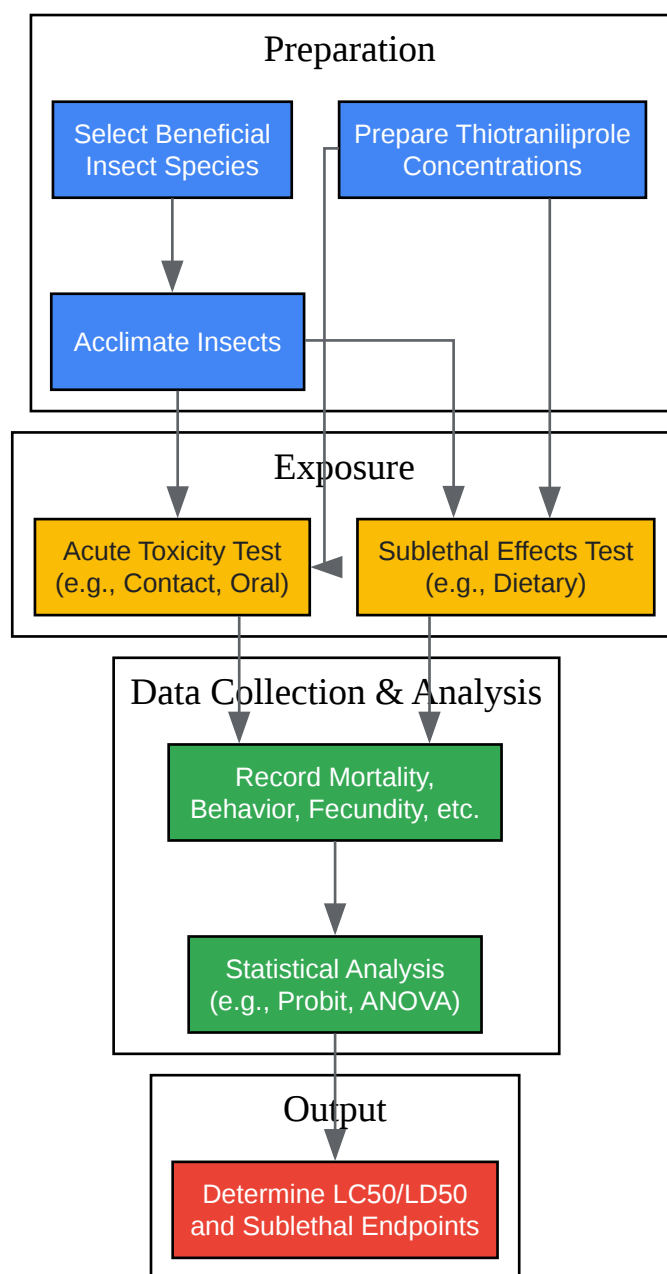 Preparation
Select Beneficial
Insect Species
Prepare Thiotraniliprole
Concentrations
Acclimate Insects
Exposure
Acute Toxicity Test
(e.g., Contact, Oral)
Sublethal Effects Test
(e.g., Dietary)
Data Collection & Analysis
Record Mortality,
Behavior, Fecundity, etc.
Statistical Analysis
(e.g., Probit, ANOVA)
Output
Determine LC50/LD50
and Sublethal Endpoints